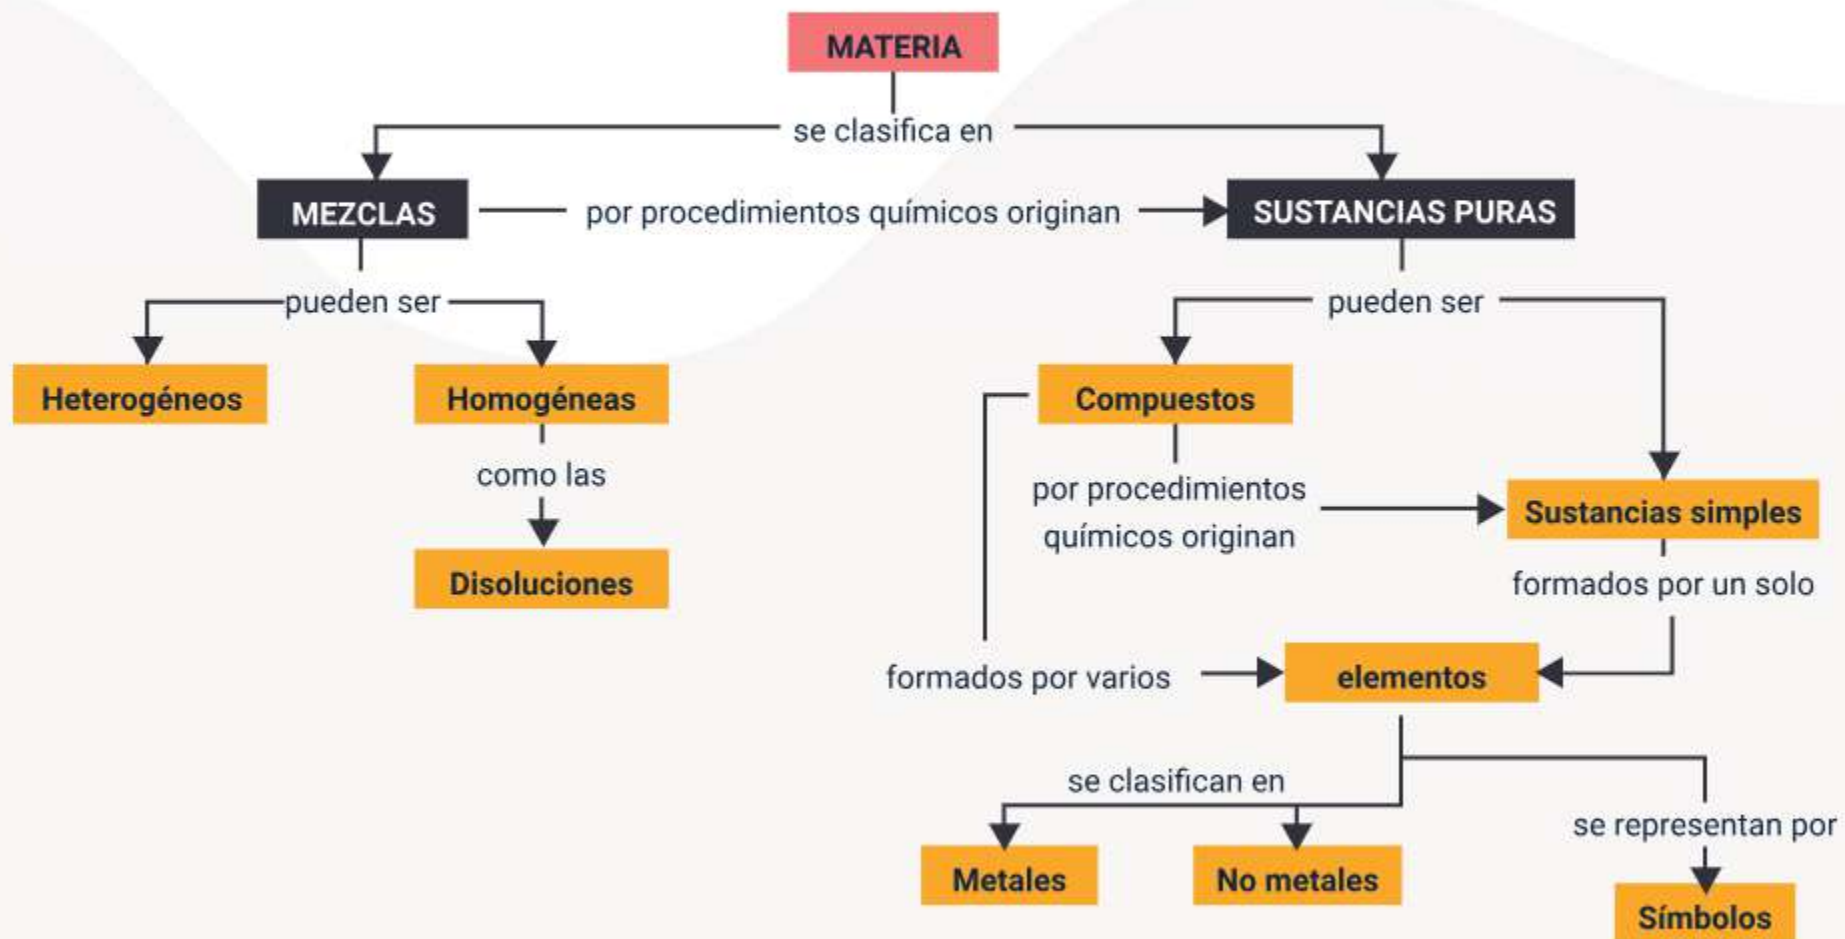 MATERIA
se clasifica en
MEZCLAS
por procedimientos químicos originan
SUSTANCIAS PURAS
pueden ser
pueden ser
Heterogéneos
Homogéneas
Compuestos
como las
por procedimientos
químicos originan
Sustancias simples
Disoluciones
formados por un solo
formados por varios
elementos
se clasifican en
se representan por
Metales
No metales
Símbolos